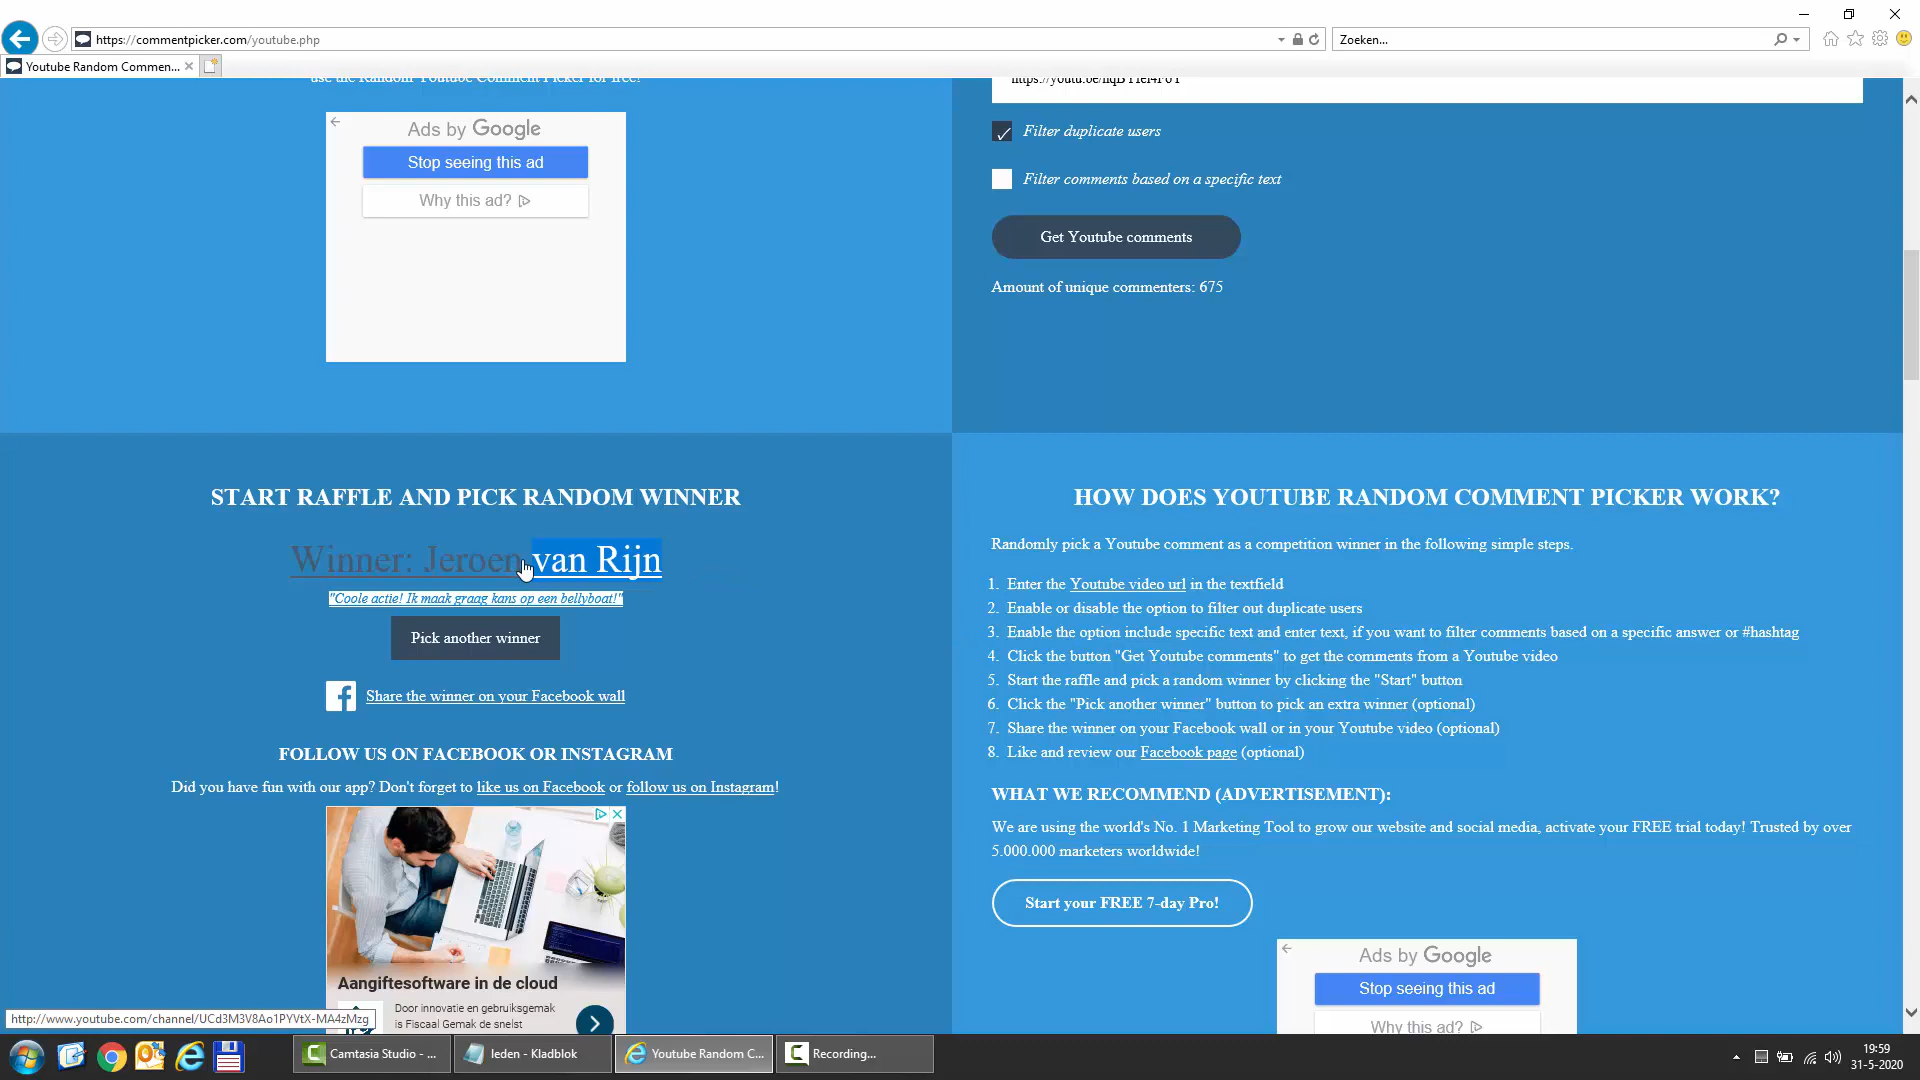 https://commentpicker.com/youtube.php
Zoeken...
Youtube Random Commen...
use the Random Youtube Comment Picker for free!
Ads by Google
Stop seeing this ad
Why this ad?
Filter duplicate users
Filter comments based on a specific text
Get Youtube comments
Amount of unique commenters: 675
START RAFFLE AND PICK RANDOM WINNER
Winner: Jeroen van Rijn
"Coole actie! Ik maak graag kans op een bellyboat!"
Pick another winner
Share the winner on your Facebook wall
FOLLOW US ON FACEBOOK OR INSTAGRAM
Did you have fun with our app? Don't forget to like us on Facebook or follow us on Instagram!
Aangiftesoftware in de cloud
Door innovatie en gebruiksgemak
is Fiscaal Gemak de snelst
HOW DOES YOUTUBE RANDOM COMMENT PICKER WORK?
Randomly pick a Youtube comment as a competition winner in the following simple steps.
1. Enter the Youtube video url in the textfield
2. Enable or disable the option to filter out duplicate users
3. Enable the option include specific text and enter text, if you want to filter comments based on a specific answer or #hashtag
4. Click the button "Get Youtube comments" to get the comments from a Youtube video
5. Start the raffle and pick a random winner by clicking the "Start" button
6. Click the "Pick another winner" button to pick an extra winner (optional)
7. Share the winner on your Facebook wall or in your Youtube video (optional)
8. Like and review our Facebook page (optional)
WHAT WE RECOMMEND (ADVERTISEMENT):
We are using the world's No. 1 Marketing Tool to grow our website and social media, activate your FREE trial today! Trusted by over
5.000.000 marketers worldwide!
Start your FREE 7-day Pro!
Ads by Google
Stop seeing this ad
Why this ad?
http://www.youtube.com/channel/UCd3M3V8Ao1PYVtX-MA4zMzg
Camtasia Studio - ...
leden - Kladblok
Youtube Random C...
Recording...
19:59
31-5-2020